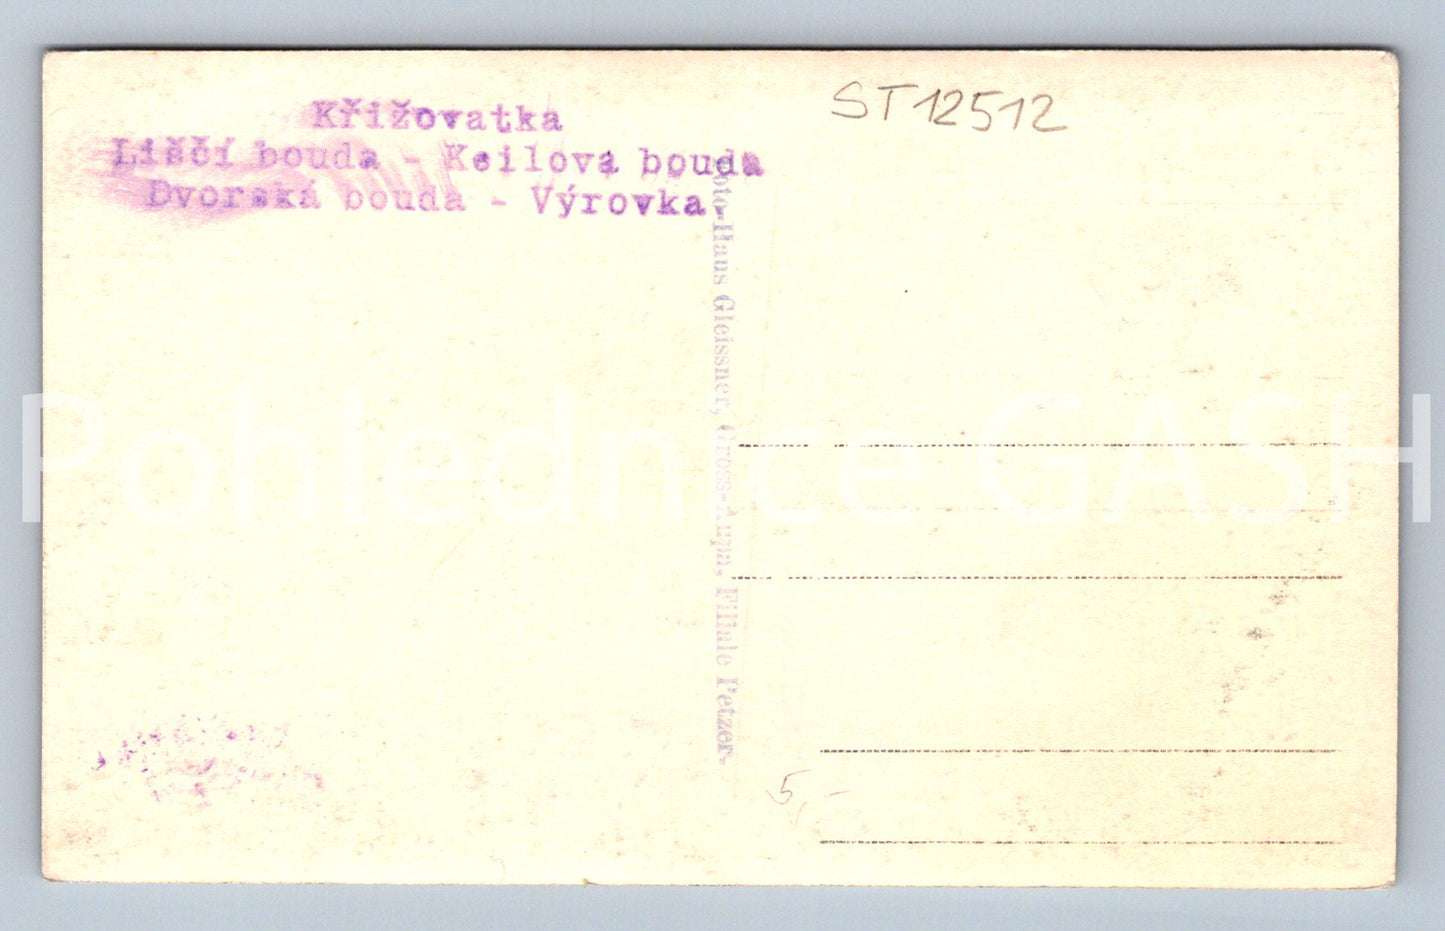 Křižovatka
Liščí bouda - Keilova bouda
Dvorská bouda - Výrovka.
ST12512
Foto-Haus Gleissner, Gross-Aupa, Filiale Petzer
5,-
Pohlednice GASH